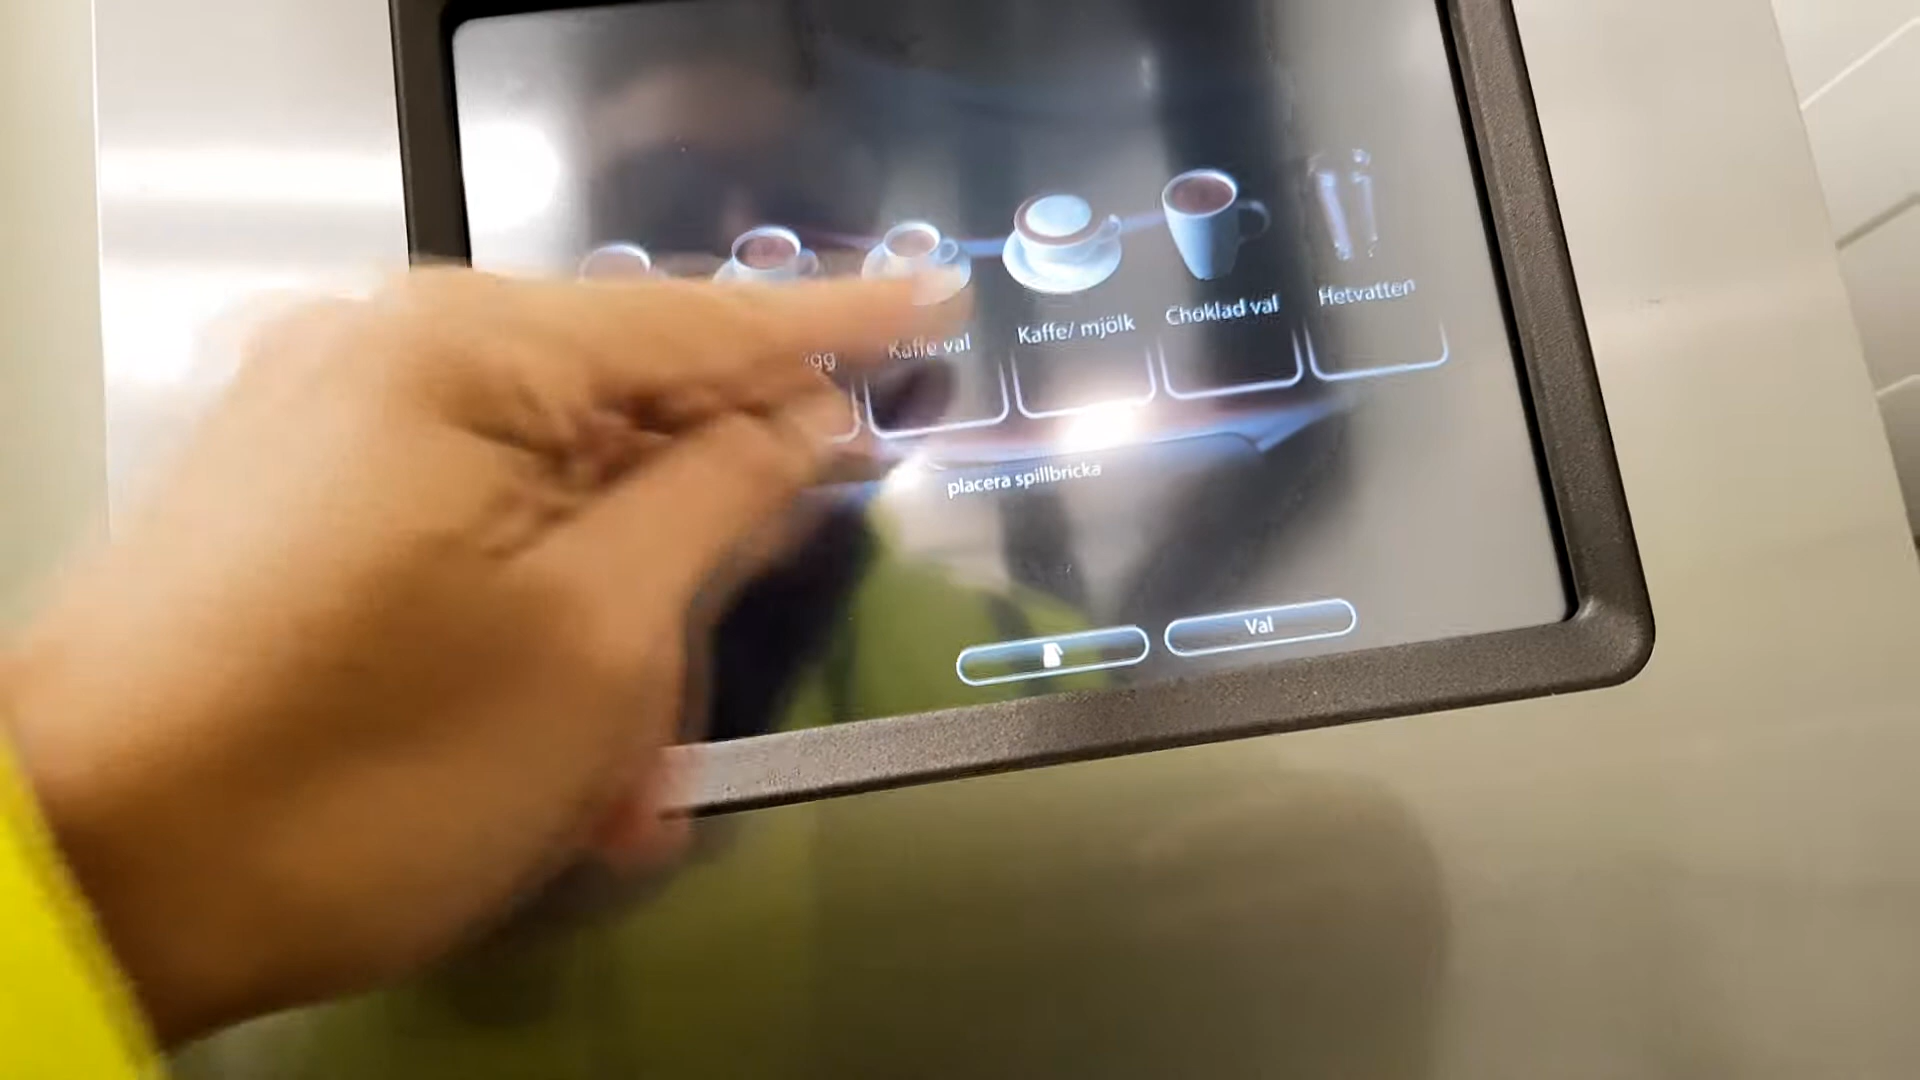 Kaffe val
Kaffe/ mjölk
Choklad val
Hetvatten
placera spillbricka
Val